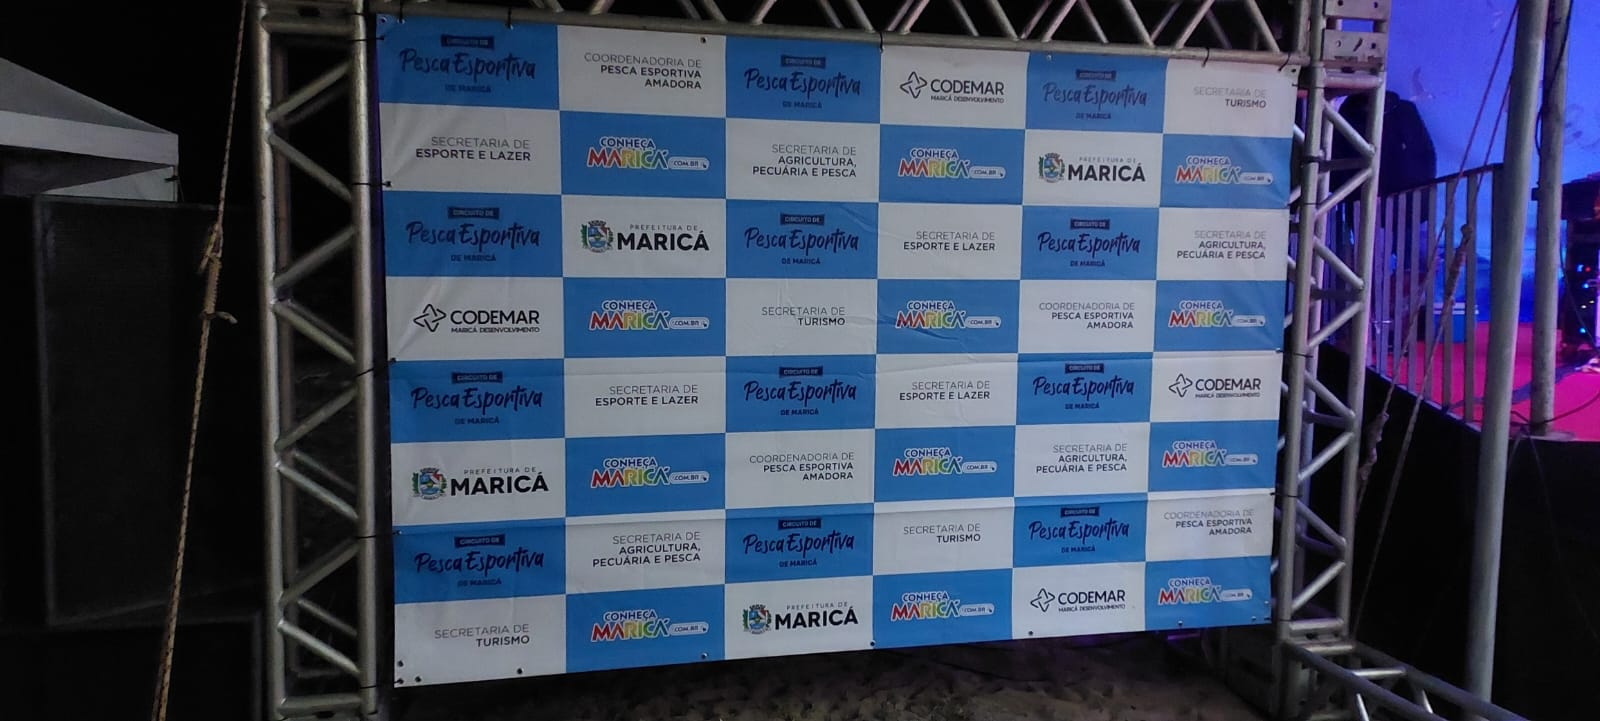 CIRCUITO DE
Pesca Esportiva
DE MARICÁ
COORDENADORIA DE
PESCA ESPORTIVA
AMADORA
CIRCUITO DE
Pesca Esportiva
DE MARICÁ
CODEMAR
MARICÁ DESENVOLVIMENTO
CIRCUITO DE
Pesca Esportiva
DE MARICÁ
SECRETARIA DE
TURISMO
SECRETARIA DE
ESPORTE E LAZER
CONHEÇA
MARICÁ
.COM.BR
SECRETARIA DE
AGRICULTURA,
PECUÁRIA E PESCA
CONHEÇA
MARICÁ
.COM.BR
PREFEITURA DE
MARICÁ
CONHEÇA
MARICÁ
.COM.BR
CIRCUITO DE
Pesca Esportiva
DE MARICÁ
PREFEITURA DE
MARICÁ
CIRCUITO DE
Pesca Esportiva
DE MARICÁ
SECRETARIA DE
ESPORTE E LAZER
CIRCUITO DE
Pesca Esportiva
DE MARICÁ
SECRETARIA DE
AGRICULTURA,
PECUÁRIA E PESCA
CODEMAR
MARICÁ DESENVOLVIMENTO
CONHEÇA
MARICÁ
.COM.BR
SECRETARIA DE
TURISMO
CONHEÇA
MARICÁ
.COM.BR
COORDENADORIA DE
PESCA ESPORTIVA
AMADORA
CONHEÇA
MARICÁ
.COM.BR
CIRCUITO DE
Pesca Esportiva
DE MARICÁ
SECRETARIA DE
ESPORTE E LAZER
CIRCUITO DE
Pesca Esportiva
DE MARICÁ
SECRETARIA DE
ESPORTE E LAZER
CIRCUITO DE
Pesca Esportiva
DE MARICÁ
CODEMAR
MARICÁ DESENVOLVIMENTO
PREFEITURA DE
MARICÁ
CONHEÇA
MARICÁ
.COM.BR
COORDENADORIA DE
PESCA ESPORTIVA
AMADORA
CONHEÇA
MARICÁ
.COM.BR
SECRETARIA DE
AGRICULTURA,
PECUÁRIA E PESCA
CONHEÇA
MARICÁ
.COM.BR
CIRCUITO DE
Pesca Esportiva
DE MARICÁ
SECRETARIA DE
AGRICULTURA,
PECUÁRIA E PESCA
CIRCUITO DE
Pesca Esportiva
DE MARICÁ
SECRETARIA DE
TURISMO
CIRCUITO DE
Pesca Esportiva
DE MARICÁ
COORDENADORIA DE
PESCA ESPORTIVA
AMADORA
SECRETARIA DE
TURISMO
CONHEÇA
MARICÁ
.COM.BR
PREFEITURA DE
MARICÁ
CONHEÇA
MARICÁ
.COM.BR
CODEMAR
MARICÁ DESENVOLVIMENTO
CONHEÇA
MARICÁ
.COM.BR